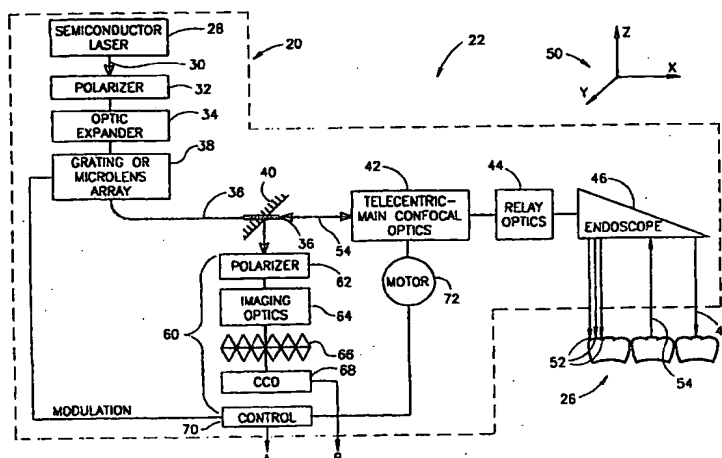 SEMICONDUCTOR
LASER
28
20
22
50
Z
X
Y
30
POLARIZER
32
OPTIC
EXPANDER
34
GRATING OR
MICROLENS
ARRAY
38
36
40
36
54
42
TELECENTRIC-
MAIN CONFOCAL
OPTICS
44
RELAY
OPTICS
46
ENDOSCOPE
POLARIZER
62
MOTOR
72
60
IMAGING
OPTICS
64
66
CCD
68
52
54
26
MODULATION
CONTROL
70